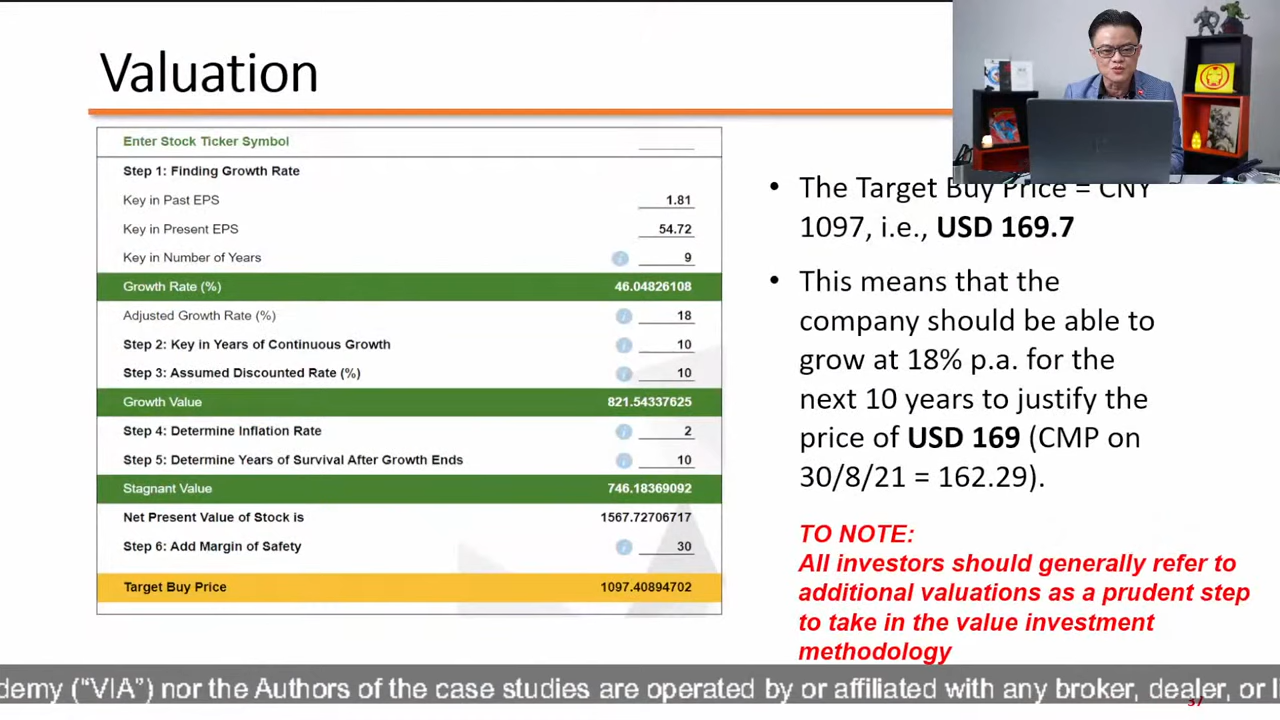 Valuation
Enter Stock Ticker Symbol
Step 1: Finding Growth Rate
Key in Past EPS 1.81
Key in Present EPS 54.72
Key in Number of Years 9
Growth Rate (%) 46.04826108
Adjusted Growth Rate (%) 18
Step 2: Key in Years of Continuous Growth 10
Step 3: Assumed Discounted Rate (%) 10
Growth Value 821.54337625
Step 4: Determine Inflation Rate 2
Step 5: Determine Years of Survival After Growth Ends 10
Stagnant Value 746.18369092
Net Present Value of Stock is 1567.72706717
Step 6: Add Margin of Safety 30
Target Buy Price 1097.40894702
• The Target Buy Price = CNY
1097, i.e., USD 169.7
• This means that the
company should be able to
grow at 18% p.a. for the
next 10 years to justify the
price of USD 169 (CMP on
30/8/21 = 162.29).
TO NOTE:
All investors should generally refer to
additional valuations as a prudent step
to take in the value investment
methodology
demy (“VIA”) nor the Authors of the case studies are operated by or affiliated with any broker, dealer, or
37